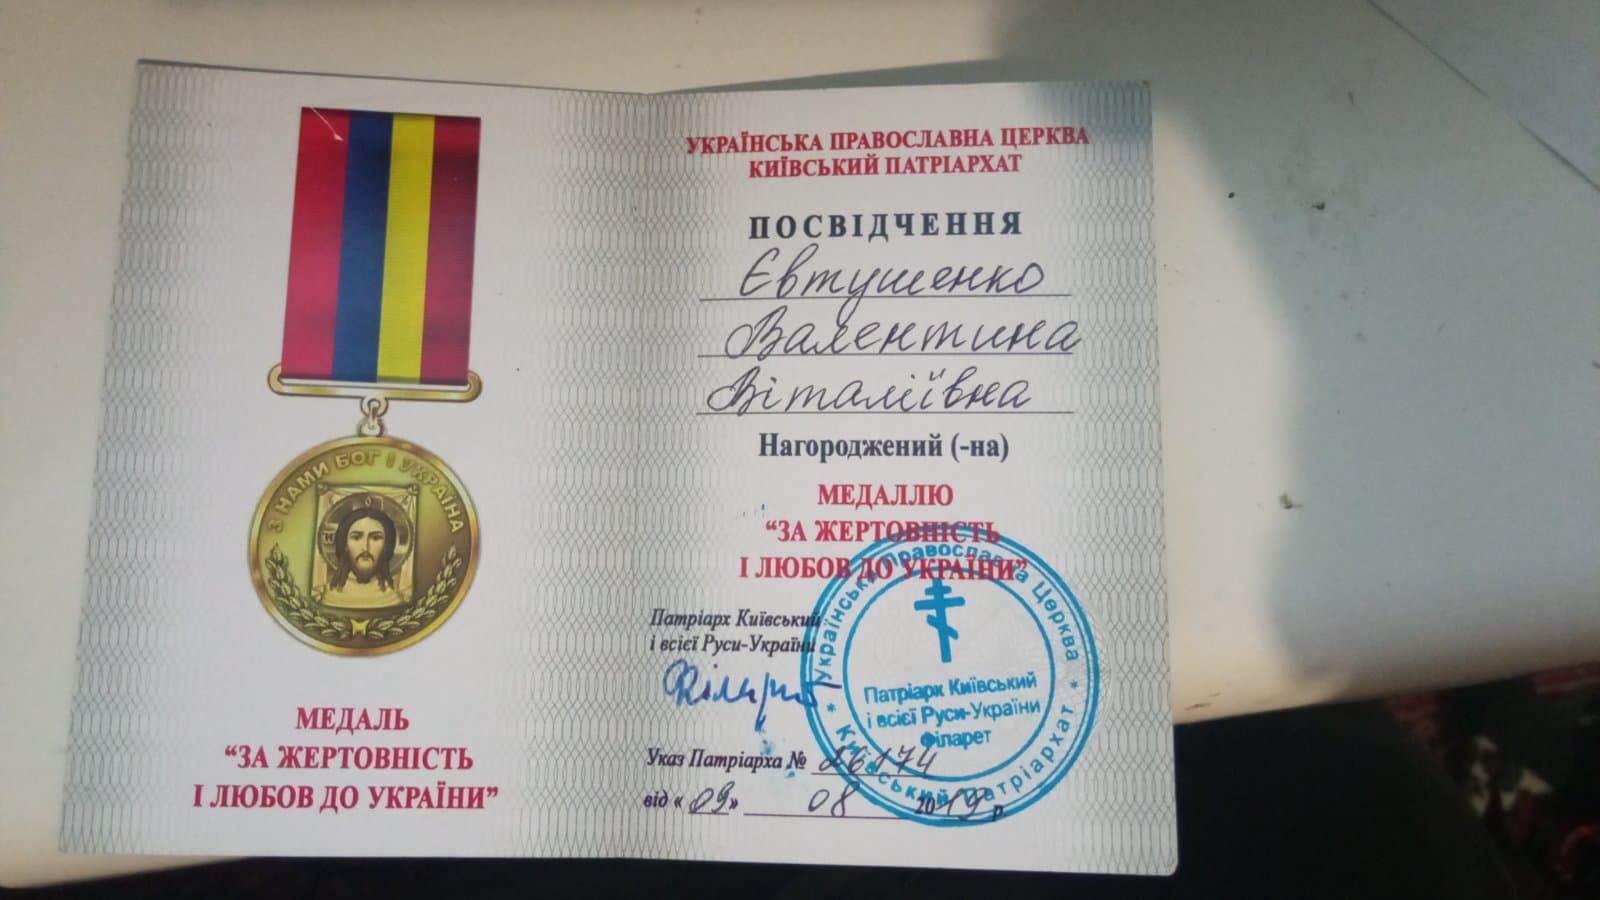 З НАМИ БОГ І УКРАЇНА
МЕДАЛЬ
“ЗА ЖЕРТОВНІСТЬ
І ЛЮБОВ ДО УКРАЇНИ”
УКРАЇНСЬКА ПРАВОСЛАВНА ЦЕРКВА
КИЇВСЬКИЙ ПАТРІАРХАТ
ПОСВІДЧЕННЯ
Євтушенко
Валентина
Віталіївна
Нагороджений (-на)
МЕДАЛЛЮ
“ЗА ЖЕРТОВНІСТЬ
І ЛЮБОВ ДО УКРАЇНИ”
Патріарх Київський
і всієї Руси-України
Філарет
Указ Патріарха № 26174
від «09» 08 2019 р.
Українська Православна Церква
* Київський Патріархат *
Патріарх Київський
і всієї Руси-України
Філарет